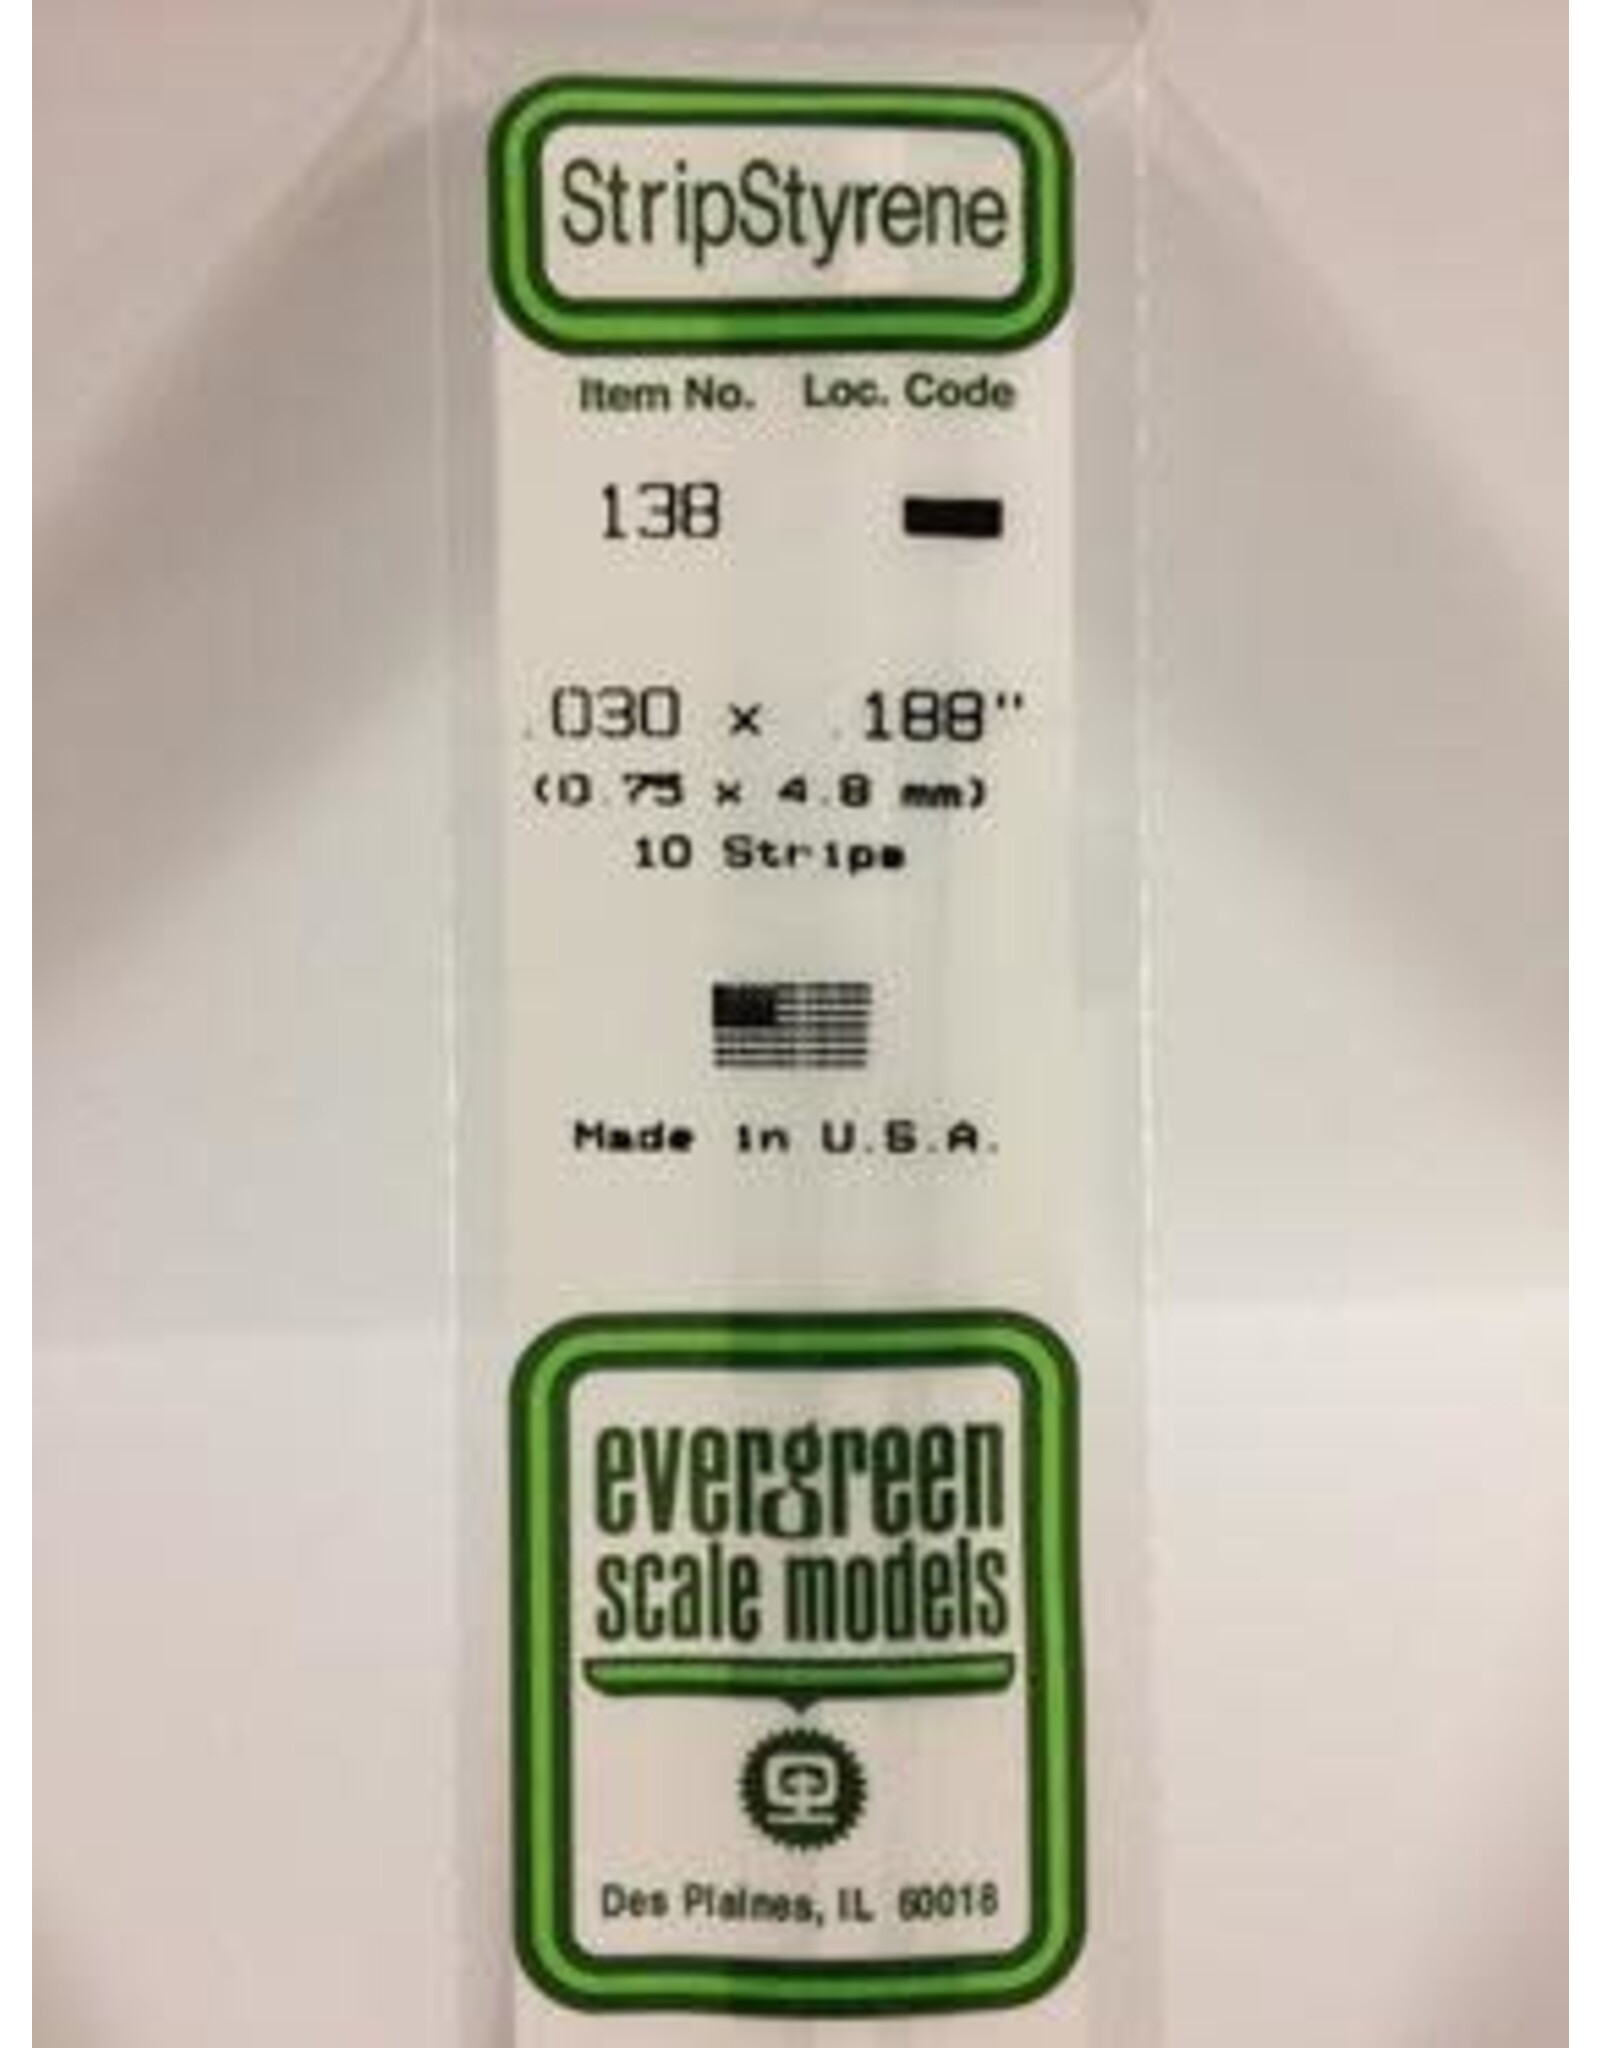 StripStyrene
Item No. Loc. Code
138
.030 x .188"
(0.75 x 4.8 mm)
10 Strips
Made in U.S.A.
evergreen
scale models
Des Plaines, IL 60018